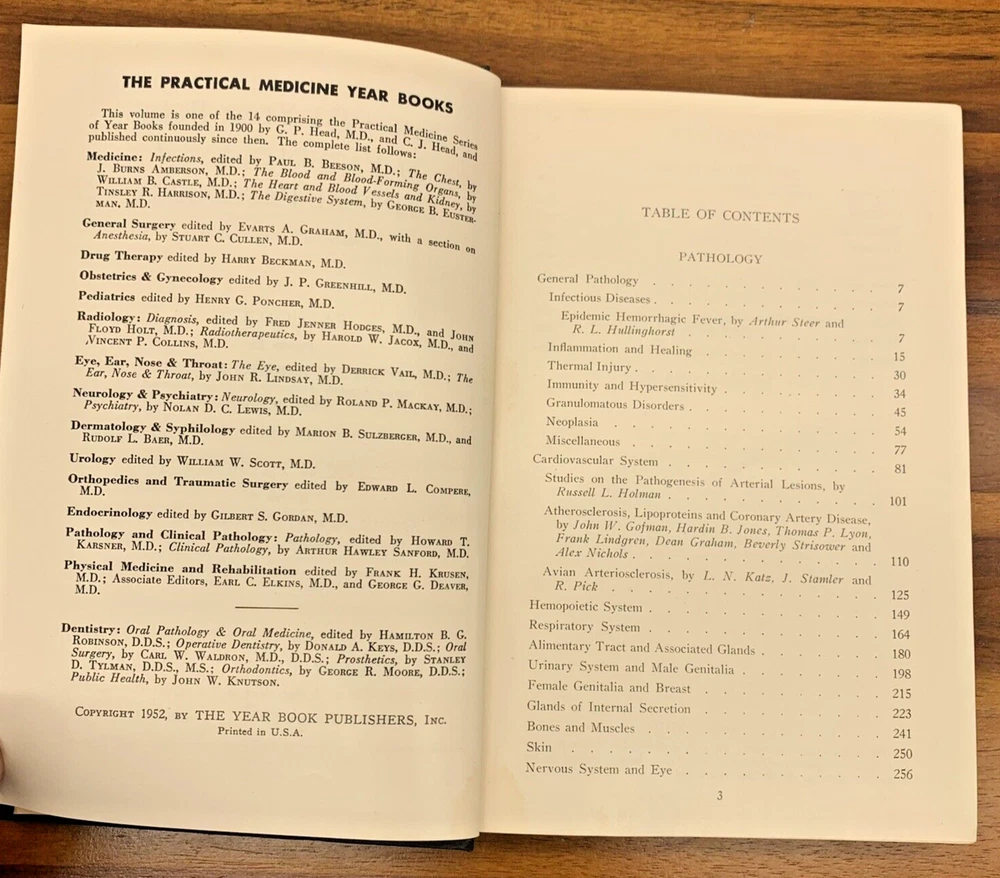 THE PRACTICAL MEDICINE YEAR BOOKS
This volume is one of the 14 comprising the Practical Medicine Series
of Year Books founded in 1900 by G. P. Head, M.D., and C. J. Head, and
published continuously since then. The complete list follows:
Medicine: Infections, edited by PAUL B. BEESON, M.D.; The Chest, by
J. BURNS AMBERSON, M.D.; The Blood and Blood-Forming Organs, by
WILLIAM B. CASTLE, M.D.; The Heart and Blood Vessels and Kidney, by
TINSLEY R. HARRISON, M.D.; The Digestive System, by GEORGE B. EUSTER-
MAN, M.D.
General Surgery edited by EVARTS A. GRAHAM, M.D., with a section on
Anesthesia, by STUART C. CULLEN, M.D.
Drug Therapy edited by HARRY BECKMAN, M.D.
Obstetrics & Gynecology edited by J. P. GREENHILL, M.D.
Pediatrics edited by HENRY G. PONCHER, M.D.
Radiology: Diagnosis, edited by FRED JENNER HODGES, M.D., and JOHN
FLOYD HOLT, M.D.; Radiotherapeutics, by HAROLD W. JACOX, M.D., and
VINCENT P. COLLINS, M.D.
Eye, Ear, Nose & Throat: The Eye, edited by DERRICK VAIL, M.D.; The
Ear, Nose & Throat, by JOHN R. LINDSAY, M.D.
Neurology & Psychiatry: Neurology, edited by ROLAND P. MACKAY, M.D.;
Psychiatry, by NOLAN D. C. LEWIS, M.D.
Dermatology & Syphilology edited by MARION B. SULZBERGER, M.D., and
RUDOLF L. BAER, M.D.
Urology edited by WILLIAM W. SCOTT, M.D.
Orthopedics and Traumatic Surgery edited by EDWARD L. COMPERE,
M.D.
Endocrinology edited by GILBERT S. GORDAN, M.D.
Pathology and Clinical Pathology: Pathology, edited by HOWARD T.
KARSNER, M.D.; Clinical Pathology, by ARTHUR HAWLEY SANFORD, M.D.
Physical Medicine and Rehabilitation edited by FRANK H. KRUSEN,
M.D.; Associate Editors, EARL C. ELKINS, M.D., and GEORGE G. DEAVER,
M.D.
Dentistry: Oral Pathology & Oral Medicine, edited by HAMILTON B. G.
ROBINSON, D.D.S.; Operative Dentistry, by DONALD A. KEYS, D.D.S.; Oral
Surgery, by CARL W. WALDRON, M.D., D.D.S.; Prosthetics, by STANLEY
D. TYLMAN, D.D.S., M.S.; Orthodontics, by GEORGE R. MOORE, D.D.S.;
Public Health, by JOHN W. KNUTSON.
COPYRIGHT 1952, BY THE YEAR BOOK PUBLISHERS, INC.
Printed in U.S.A.
TABLE OF CONTENTS
PATHOLOGY
General Pathology . . . . . . . . . . . . 7
Infectious Diseases . . . . . . . . . . . . 7
Epidemic Hemorrhagic Fever, by Arthur Steer and
R. L. Hullinghorst . . . . . . . . . . . 7
Inflammation and Healing . . . . . . . . . 15
Thermal Injury . . . . . . . . . . . . . 30
Immunity and Hypersensitivity . . . . . . . . 34
Granulomatous Disorders . . . . . . . . . . 45
Neoplasia . . . . . . . . . . . . . . 54
Miscellaneous . . . . . . . . . . . . . 77
Cardiovascular System . . . . . . . . . . . 81
Studies on the Pathogenesis of Arterial Lesions, by
Russell L. Holman . . . . . . . . . . . 101
Atherosclerosis, Lipoproteins and Coronary Artery Disease,
by John W. Gofman, Hardin B. Jones, Thomas P. Lyon,
Frank Lindgren, Dean Graham, Beverly Strisower and
Alex Nichols . . . . . . . . . . . . . 110
Avian Arteriosclerosis, by L. N. Katz, J. Stamler and
R. Pick . . . . . . . . . . . . . . 125
Hemopoietic System . . . . . . . . . . . . 149
Respiratory System . . . . . . . . . . . . 164
Alimentary Tract and Associated Glands . . . . . . 180
Urinary System and Male Genitalia . . . . . . . 198
Female Genitalia and Breast . . . . . . . . . 215
Glands of Internal Secretion . . . . . . . . . 223
Bones and Muscles . . . . . . . . . . . . 241
Skin . . . . . . . . . . . . . . . . 250
Nervous System and Eye . . . . . . . . . . 256
3